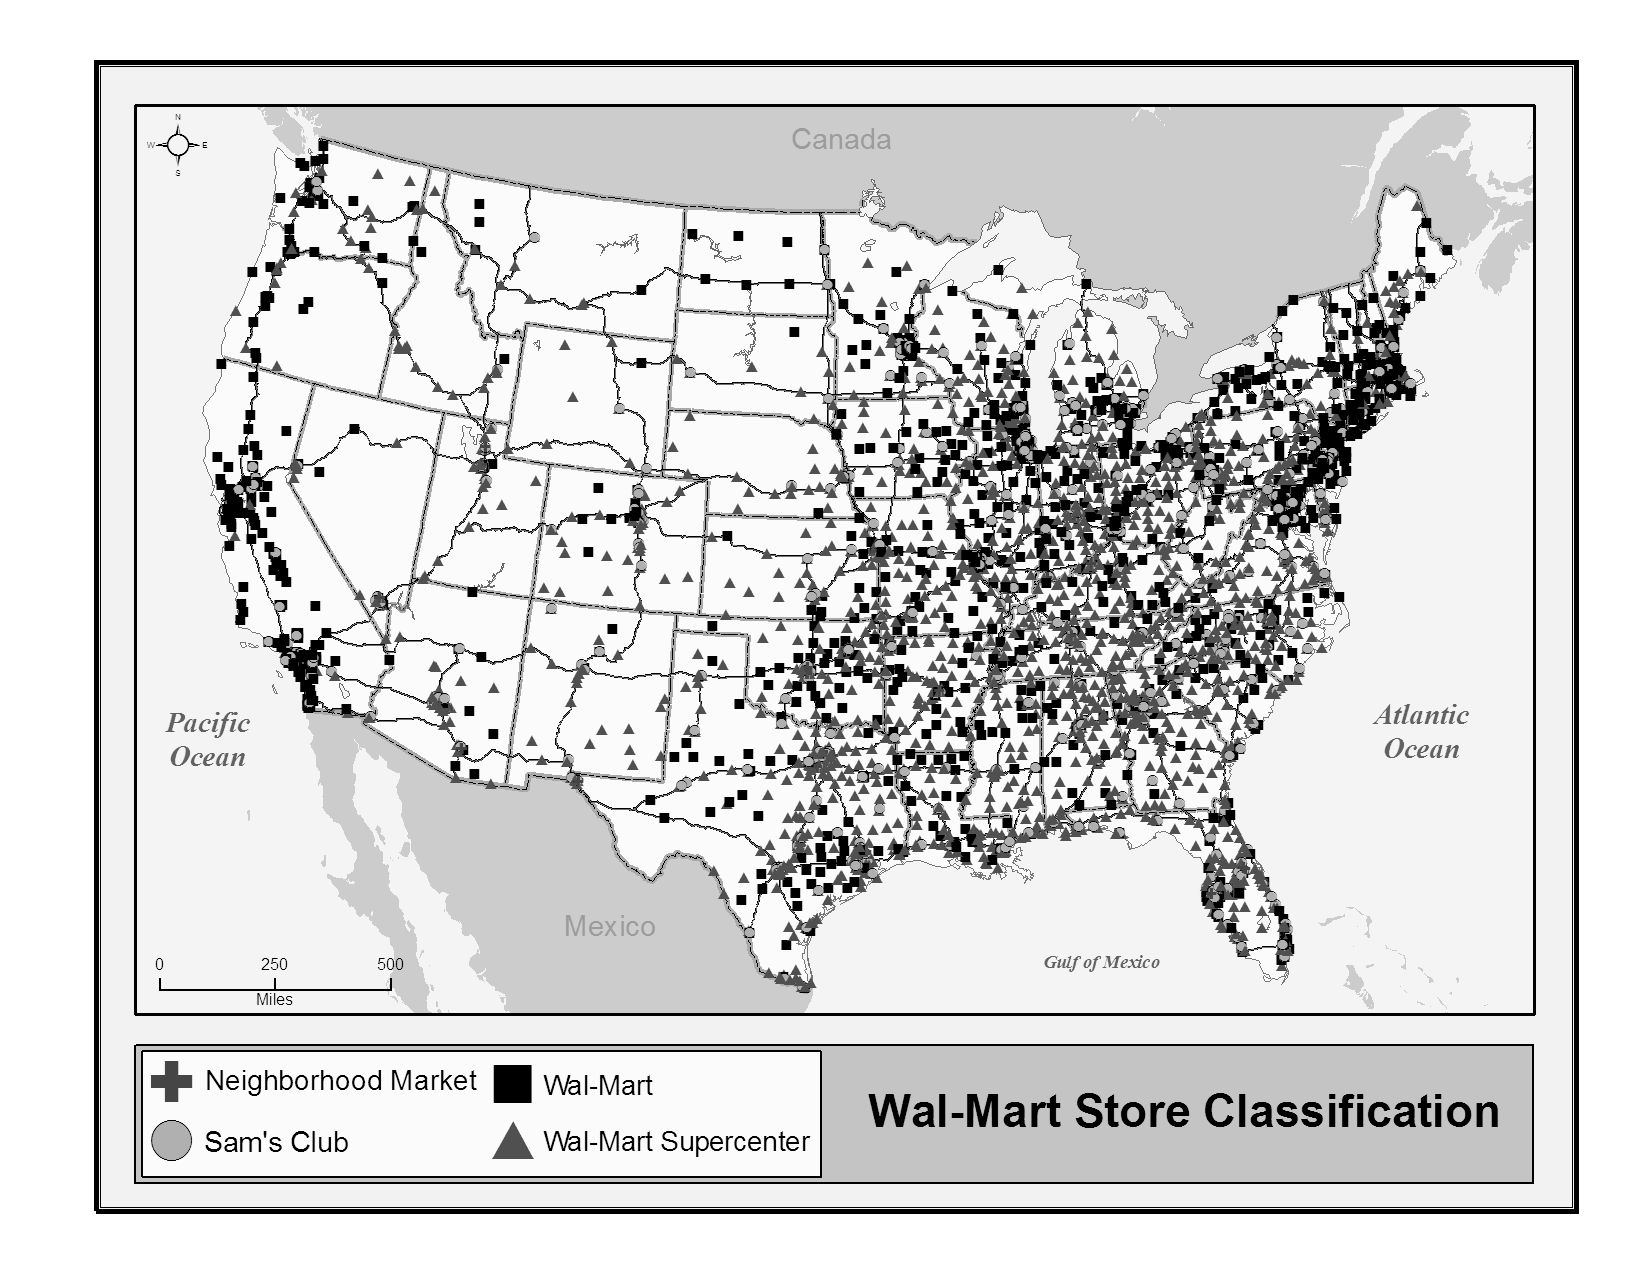 N
W E
S
Canada
Pacific
Ocean
Atlantic
Ocean
Mexico
Gulf of Mexico
0 250 500
Miles
Neighborhood Market
Wal-Mart
Sam's Club
Wal-Mart Supercenter
Wal-Mart Store Classification